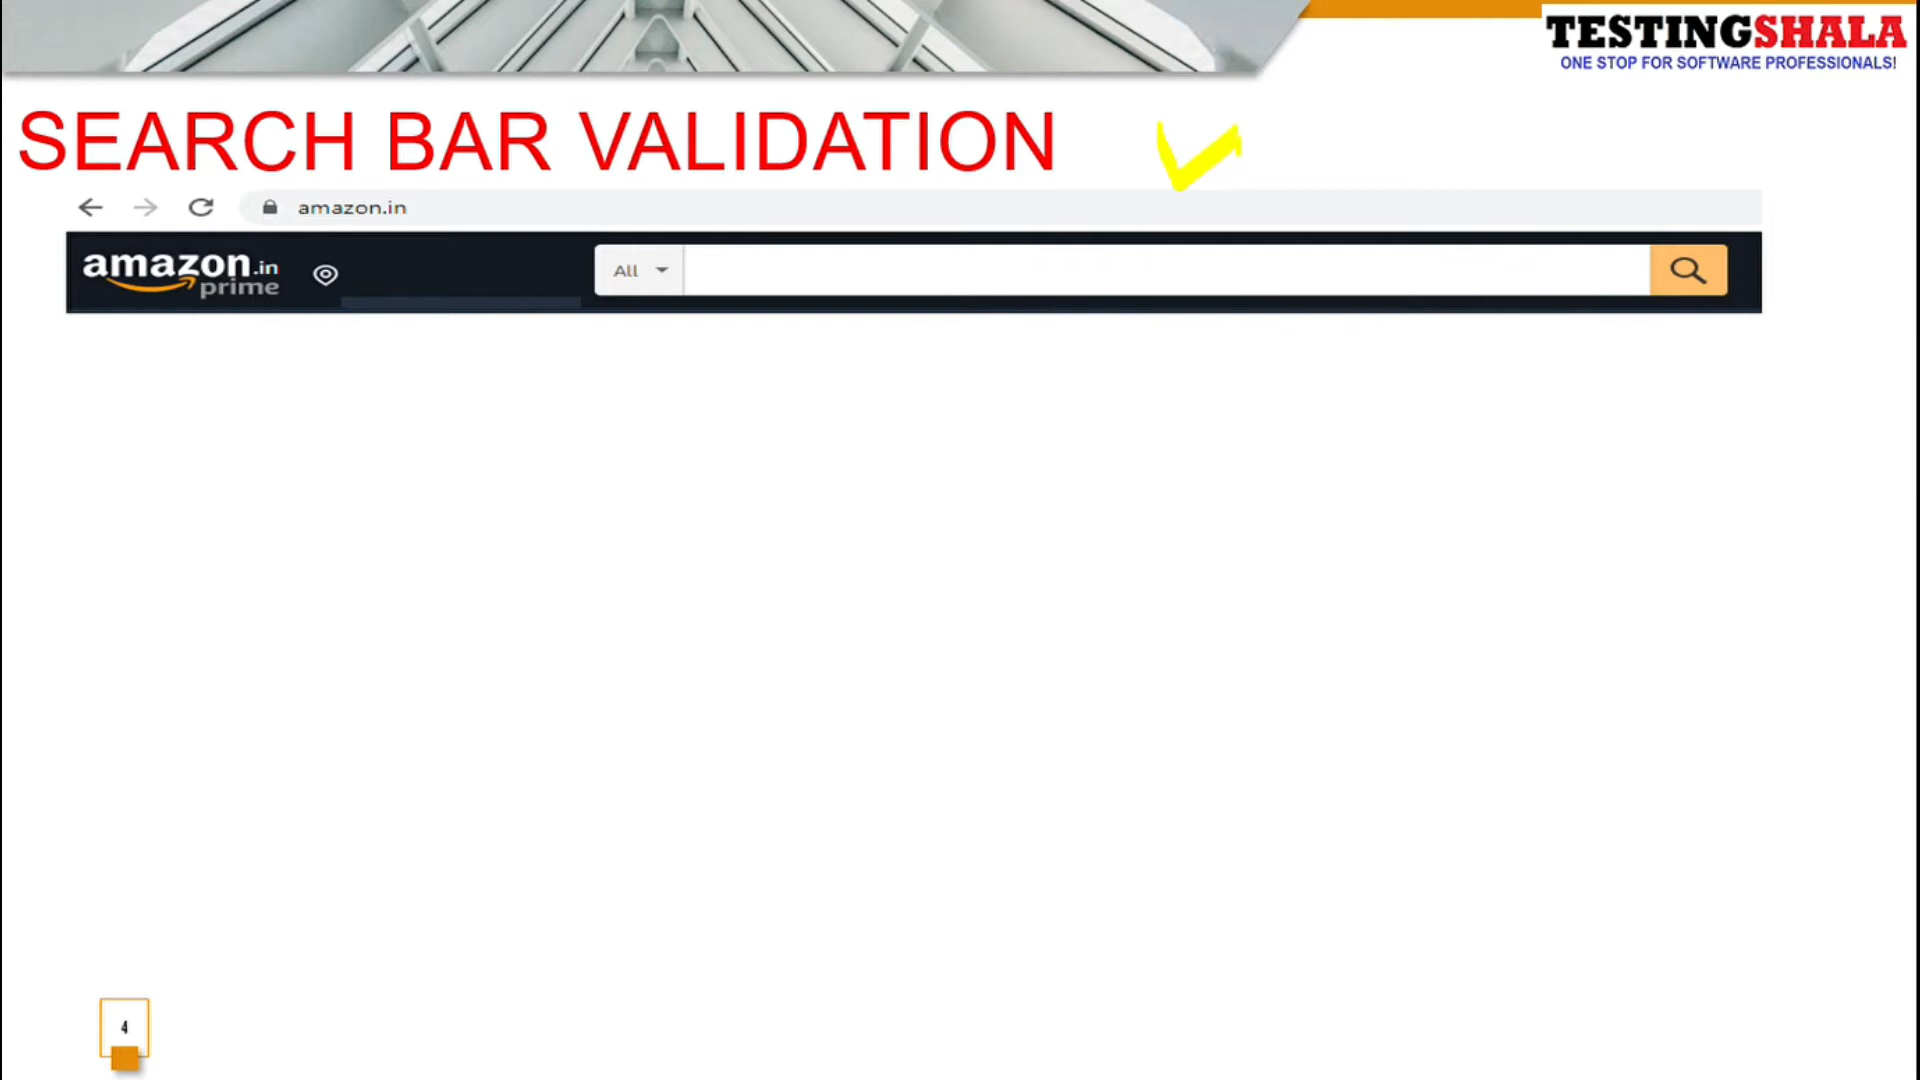 TESTINGSHALA
ONE STOP FOR SOFTWARE PROFESSIONALS!
SEARCH BAR VALIDATION
amazon.in
amazon.in
prime
All
4